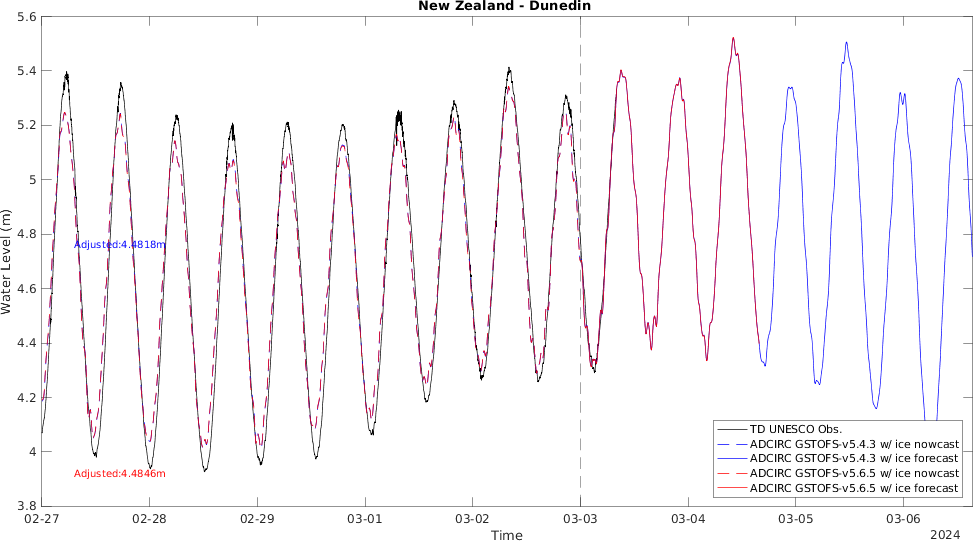 New Zealand - Dunedin
5.6
5.4
5.2
5
4.8
4.6
4.4
4.2
4
3.8
Water Level (m)
Adjusted:4.4818m
Adjusted:4.4846m
TD UNESCO Obs.
ADCIRC GSTOFS-v5.4.3 w/ ice nowcast
ADCIRC GSTOFS-v5.4.3 w/ ice forecast
ADCIRC GSTOFS-v5.6.5 w/ ice nowcast
ADCIRC GSTOFS-v5.6.5 w/ ice forecast
02-27 02-28 02-29 03-01 03-02 03-03 03-04 03-05 03-06
Time
2024